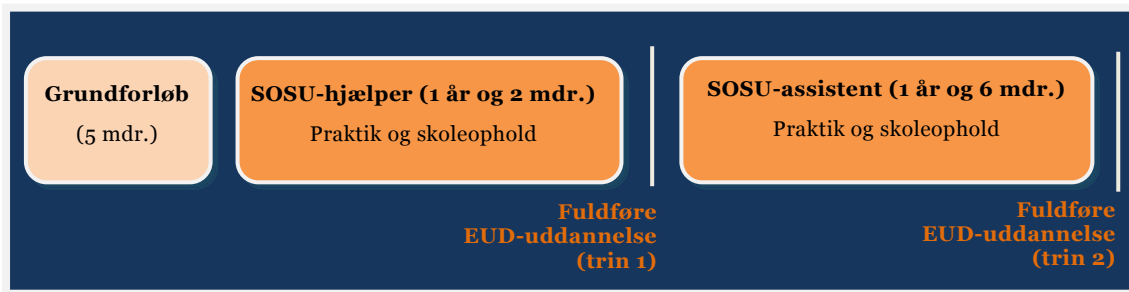 Grundforløb
(5 mdr.)
SOSU-hjælper (1 år og 2 mdr.)
Praktik og skoleophold
SOSU-assistent (1 år og 6 mdr.)
Praktik og skoleophold
Fuldføre
EUD-uddannelse
(trin 1)
Fuldføre
EUD-uddannelse
(trin 2)